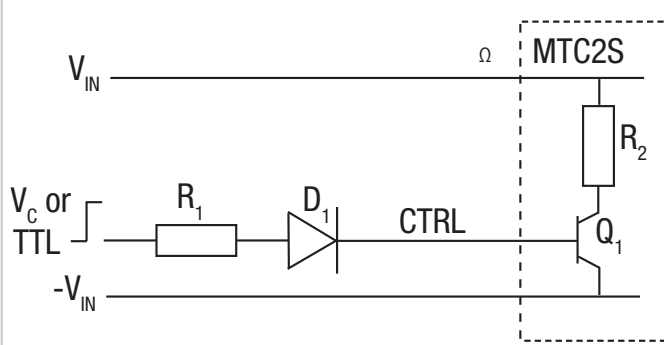 Ω
MTC2S
V_IN
R_2
V_C or
TTL
R_1
D_1
CTRL
Q_1
-V_IN